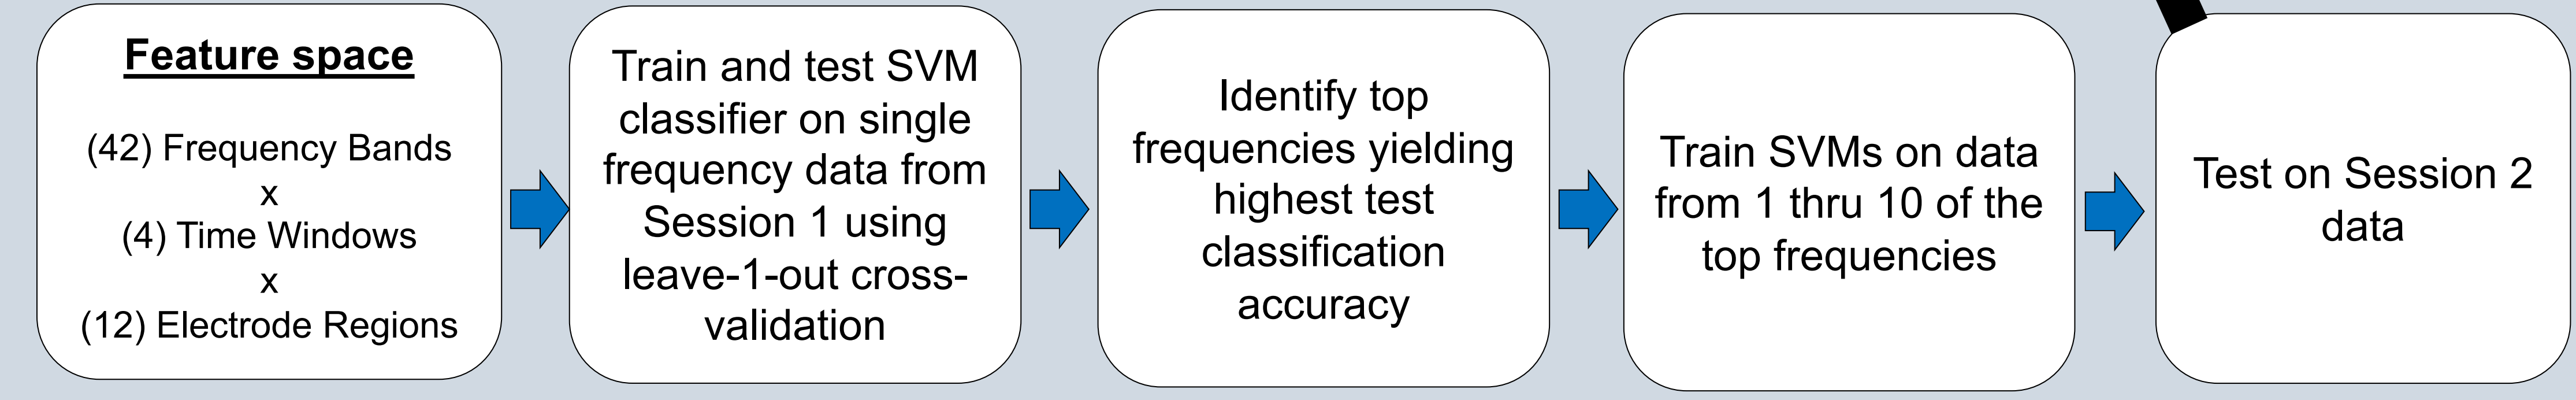 Feature space
(42) Frequency Bands
x
(4) Time Windows
x
(12) Electrode Regions
Train and test SVM
classifier on single
frequency data from
Session 1 using
leave-1-out cross-
validation
Identify top
frequencies yielding
highest test
classification
accuracy
Train SVMs on data
from 1 thru 10 of the
top frequencies
Test on Session 2
data